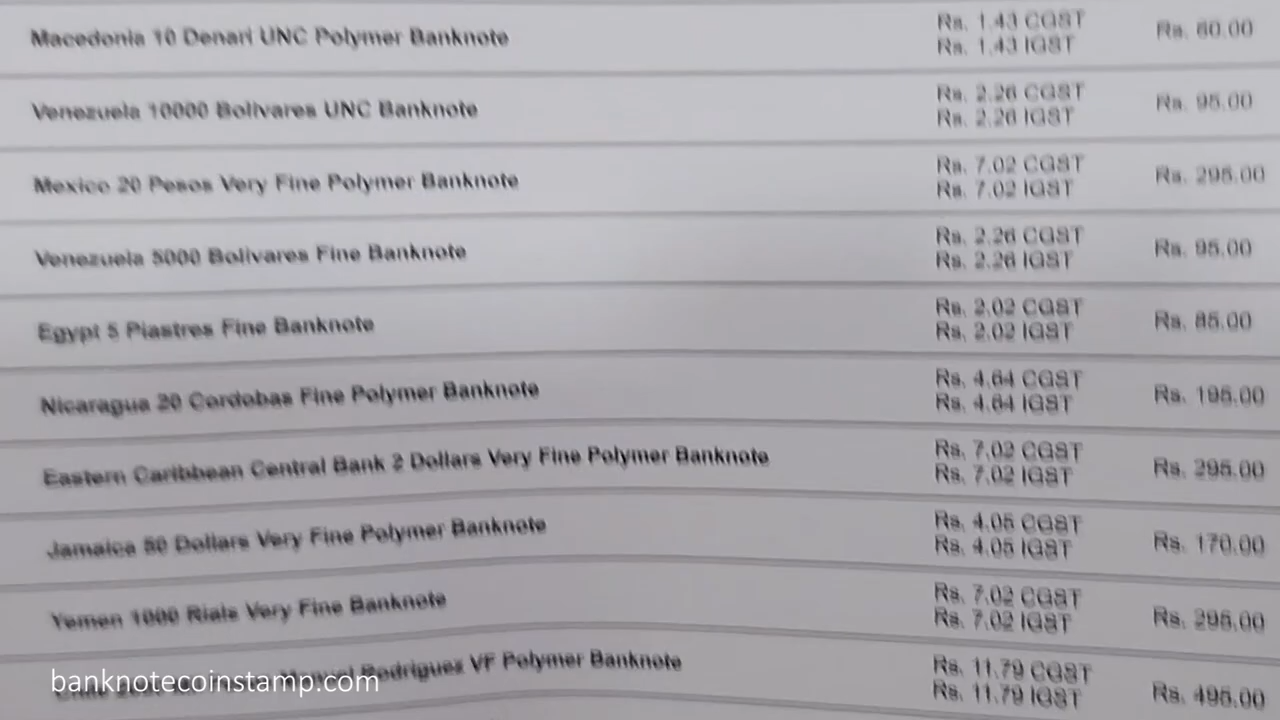 Macedonia 10 Denari UNC Polymer Banknote Rs. 1.43 CGST Rs. 60.00
Rs. 1.43 IGST
Venezuela 10000 Bolivares UNC Banknote Rs. 2.26 CGST Rs. 95.00
Rs. 2.26 IGST
Mexico 20 Pesos Very Fine Polymer Banknote Rs. 7.02 CGST Rs. 295.00
Rs. 7.02 IGST
Venezuela 5000 Bolivares Fine Banknote Rs. 2.26 CGST Rs. 95.00
Rs. 2.26 IGST
Egypt 5 Piastres Fine Banknote Rs. 2.02 CGST Rs. 85.00
Rs. 2.02 IGST
Nicaragua 20 Cordobas Fine Polymer Banknote Rs. 4.64 CGST Rs. 195.00
Rs. 4.64 IGST
Eastern Caribbean Central Bank 2 Dollars Very Fine Polymer Banknote Rs. 7.02 CGST Rs. 295.00
Rs. 7.02 IGST
Jamaica 50 Dollars Very Fine Polymer Banknote Rs. 4.05 CGST Rs. 170.00
Rs. 4.05 IGST
Yemen 1000 Rials Very Fine Banknote Rs. 7.02 CGST Rs. 295.00
Rs. 7.02 IGST
Manuel Rodriguez VF Polymer Banknote Rs. 11.79 CGST Rs. 495.00
Rs. 11.79 IGST
banknotecoinstamp.com